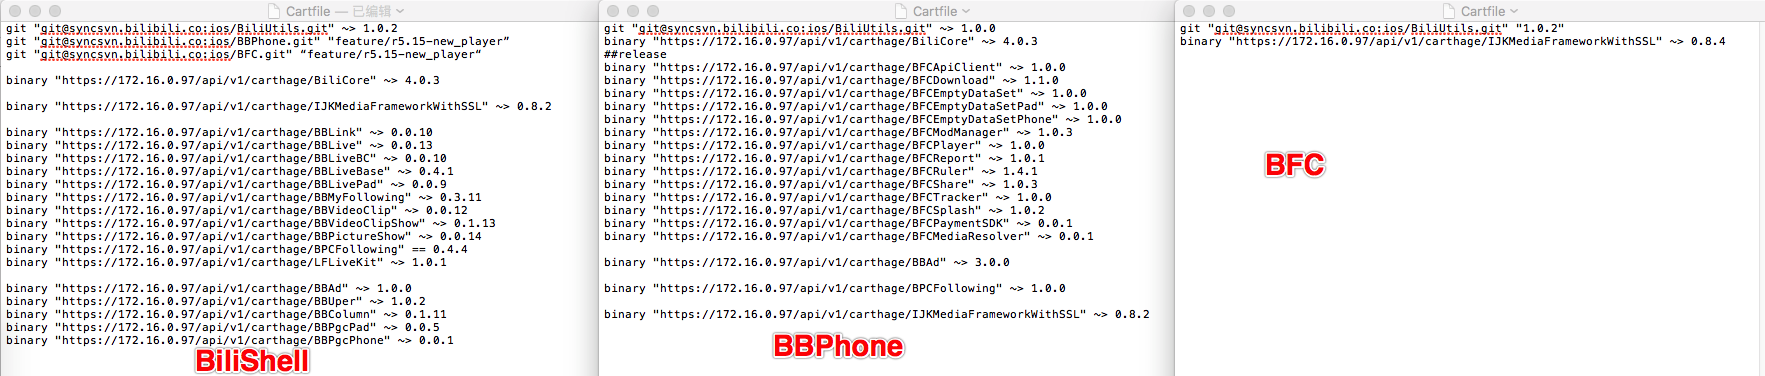 Cartfile — 已编辑
git "git@syncsvn.bilibili.co:ios/BiliUtils.git" ~> 1.0.2
git "git@syncsvn.bilibili.co:ios/BBPhone.git" "feature/r5.15-new_player”
git "git@syncsvn.bilibili.co:ios/BFC.git" “feature/r5.15-new_player”
binary "https://172.16.0.97/api/v1/carthage/BiliCore" ~> 4.0.3
binary "https://172.16.0.97/api/v1/carthage/IJKMediaFrameworkWithSSL" ~> 0.8.2
binary "https://172.16.0.97/api/v1/carthage/BBLink" ~> 0.0.10
binary "https://172.16.0.97/api/v1/carthage/BBLive" ~> 0.0.13
binary "https://172.16.0.97/api/v1/carthage/BBLiveBC" ~> 0.0.10
binary "https://172.16.0.97/api/v1/carthage/BBLiveBase" ~> 0.4.1
binary "https://172.16.0.97/api/v1/carthage/BBLivePad" ~> 0.0.9
binary "https://172.16.0.97/api/v1/carthage/BBMyFollowing" ~> 0.3.11
binary "https://172.16.0.97/api/v1/carthage/BBVideoClip" ~> 0.0.12
binary "https://172.16.0.97/api/v1/carthage/BBVideoClipShow" ~> 0.1.13
binary "https://172.16.0.97/api/v1/carthage/BBPictureShow" ~> 0.0.14
binary "https://172.16.0.97/api/v1/carthage/BPCFollowing" == 0.4.4
binary "https://172.16.0.97/api/v1/carthage/LFLiveKit" ~> 1.0.1
binary "https://172.16.0.97/api/v1/carthage/BBAd" ~> 1.0.0
binary "https://172.16.0.97/api/v1/carthage/BBUper" ~> 1.0.2
binary "https://172.16.0.97/api/v1/carthage/BBColumn" ~> 0.1.11
binary "https://172.16.0.97/api/v1/carthage/BBPgcPad" ~> 0.0.5
binary "https://172.16.0.97/api/v1/carthage/BBPgcPhone" ~> 0.0.1
BiliShell
Cartfile
git "git@syncsvn.bilibili.co:ios/BiliUtils.git" ~> 1.0.0
binary "https://172.16.0.97/api/v1/carthage/BiliCore" ~> 4.0.3
##release
binary "https://172.16.0.97/api/v1/carthage/BFCApiClient" ~> 1.0.0
binary "https://172.16.0.97/api/v1/carthage/BFCDownload" ~> 1.1.0
binary "https://172.16.0.97/api/v1/carthage/BFCEmptyDataSet" ~> 1.0.0
binary "https://172.16.0.97/api/v1/carthage/BFCEmptyDataSetPad" ~> 1.0.0
binary "https://172.16.0.97/api/v1/carthage/BFCEmptyDataSetPhone" ~> 1.0.0
binary "https://172.16.0.97/api/v1/carthage/BFCModManager" ~> 1.0.3
binary "https://172.16.0.97/api/v1/carthage/BFCPlayer" ~> 1.0.0
binary "https://172.16.0.97/api/v1/carthage/BFCReport" ~> 1.0.1
binary "https://172.16.0.97/api/v1/carthage/BFCRuler" ~> 1.4.1
binary "https://172.16.0.97/api/v1/carthage/BFCShare" ~> 1.0.3
binary "https://172.16.0.97/api/v1/carthage/BFCTracker" ~> 1.0.0
binary "https://172.16.0.97/api/v1/carthage/BFCSplash" ~> 1.0.2
binary "https://172.16.0.97/api/v1/carthage/BFCPaymentSDK" ~> 0.0.1
binary "https://172.16.0.97/api/v1/carthage/BFCMediaResolver" ~> 0.0.1
binary "https://172.16.0.97/api/v1/carthage/BBAd" ~> 3.0.0
binary "https://172.16.0.97/api/v1/carthage/BPCFollowing" ~> 1.0.0
binary "https://172.16.0.97/api/v1/carthage/IJKMediaFrameworkWithSSL" ~> 0.8.2
BBPhone
Cartfile
git "git@syncsvn.bilibili.co:ios/BiliUtils.git" "1.0.2"
binary "https://172.16.0.97/api/v1/carthage/IJKMediaFrameworkWithSSL" ~> 0.8.4
BFC